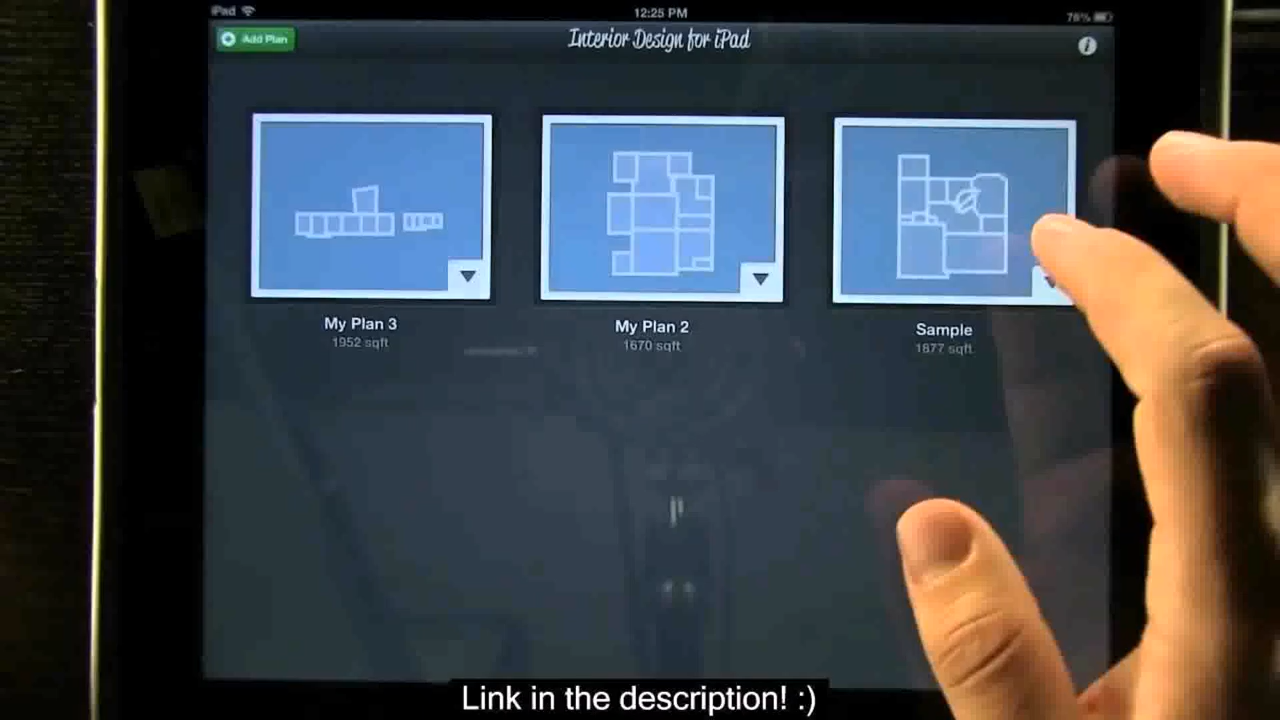 iPad
12:25 PM
78%
Add Plan
Interior Design for iPad
My Plan 3
1952 sqft
My Plan 2
1670 sqft
Sample
1877 sqft
Link in the description! :)